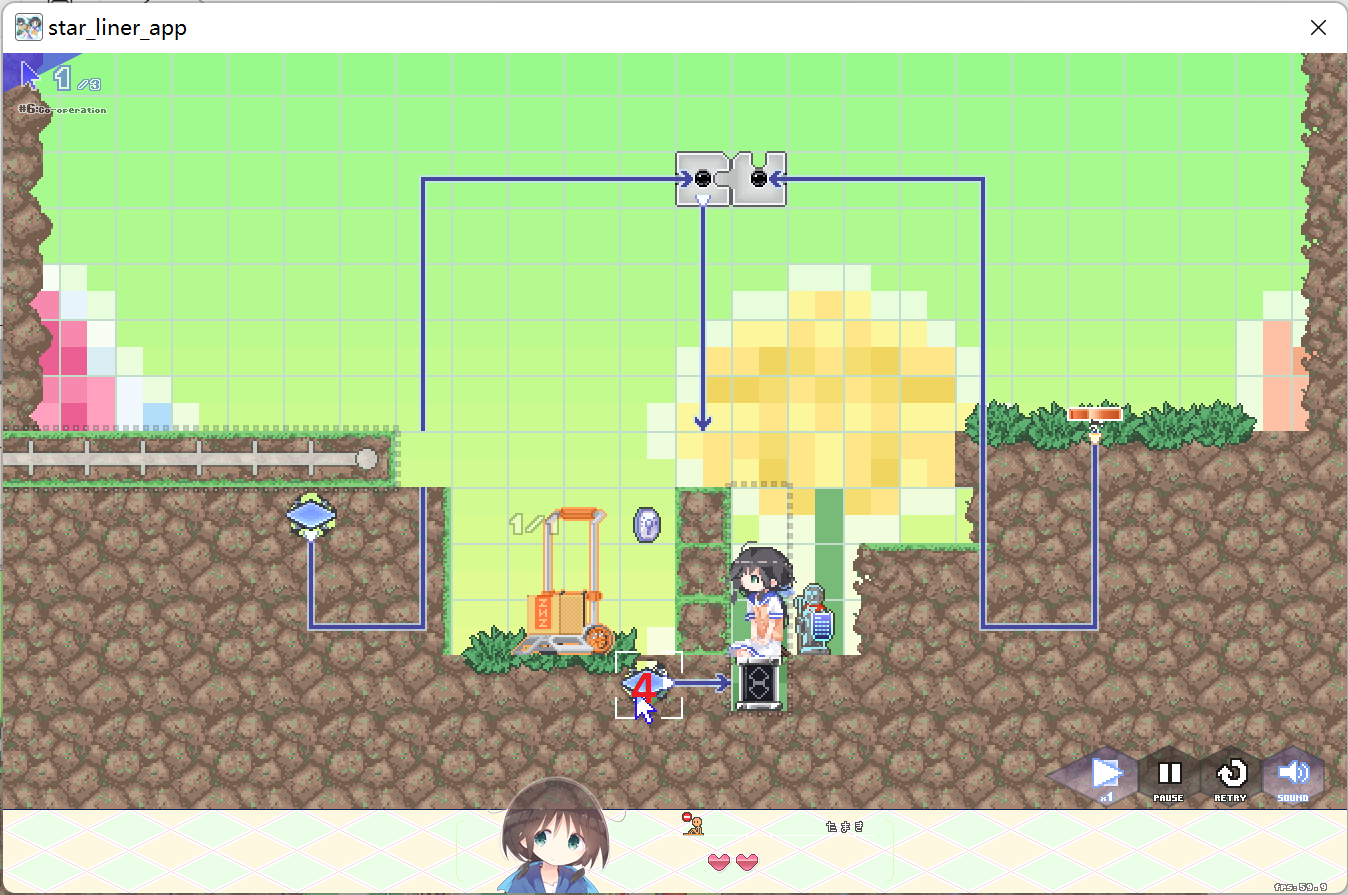 star_liner_app
1/3
#6:Co-operation
1/1
4
x1
PAUSE
RETRY
SOUND
たまき
fps:59.9